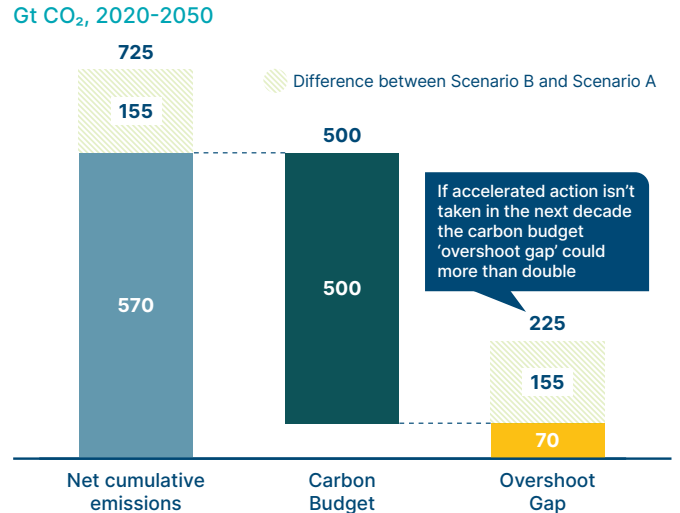 Gt CO₂, 2020-2050
725
Difference between Scenario B and Scenario A
155
500
If accelerated action isn't
taken in the next decade
the carbon budget
'overshoot gap' could
more than double
570
500
225
155
70
Net cumulative
emissions
Carbon
Budget
Overshoot
Gap